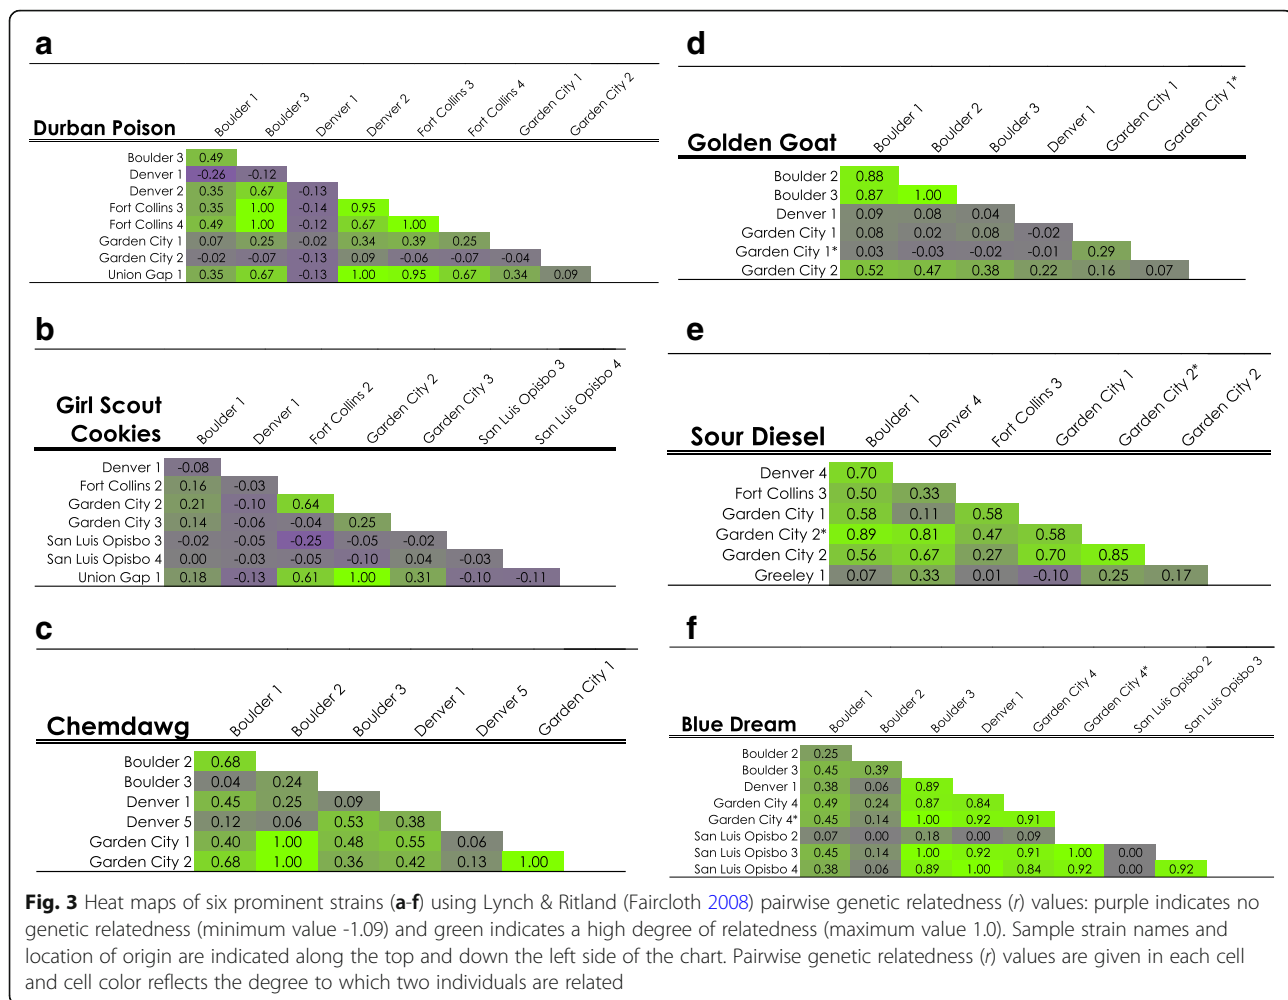 a
Boulder 1 Boulder 3 Denver 1 Denver 2 Fort Collins 3 Fort Collins 4 Garden City 1 Garden City 2
Durban Poison
Boulder 3 0.49
Denver 1 -0.26 -0.12
Denver 2 0.35 0.67 -0.13
Fort Collins 3 0.35 1.00 -0.14 0.95
Fort Collins 4 0.49 1.00 -0.12 0.67 1.00
Garden City 1 0.07 0.25 -0.02 0.34 0.39 0.25
Garden City 2 -0.02 -0.07 -0.13 0.09 -0.06 -0.07 -0.04
Union Gap 1 0.35 0.67 -0.13 1.00 0.95 0.67 0.34 0.09
b
Boulder 1 Denver 1 Fort Collins 2 Garden City 2 Garden City 3 San Luis Opisbo 3 San Luis Opisbo 4
Girl Scout
Cookies
Denver 1 -0.08
Fort Collins 2 0.16 -0.03
Garden City 2 0.21 -0.10 0.64
Garden City 3 0.14 -0.06 -0.04 0.25
San Luis Opisbo 3 -0.02 -0.05 -0.25 -0.05 -0.02
San Luis Opisbo 4 0.00 -0.03 -0.05 -0.10 0.04 -0.03
Union Gap 1 0.18 -0.13 0.61 1.00 0.31 -0.10 -0.11
c
Boulder 1 Boulder 2 Boulder 3 Denver 1 Denver 5 Garden City 1
Chemdawg
Boulder 2 0.68
Boulder 3 0.04 0.24
Denver 1 0.45 0.25 0.09
Denver 5 0.12 0.06 0.53 0.38
Garden City 1 0.40 1.00 0.48 0.55 0.06
Garden City 2 0.68 1.00 0.36 0.42 0.13 1.00
d
Boulder 1 Boulder 2 Boulder 3 Denver 1 Garden City 1 Garden City 1*
Golden Goat
Boulder 2 0.88
Boulder 3 0.87 1.00
Denver 1 0.09 0.08 0.04
Garden City 1 0.08 0.02 0.08 -0.02
Garden City 1* 0.03 -0.03 -0.02 -0.01 0.29
Garden City 2 0.52 0.47 0.38 0.22 0.16 0.07
e
Boulder 1 Denver 4 Fort Collins 3 Garden City 1 Garden City 2* Garden City 2
Sour Diesel
Denver 4 0.70
Fort Collins 3 0.50 0.33
Garden City 1 0.58 0.11 0.58
Garden City 2* 0.89 0.81 0.47 0.58
Garden City 2 0.56 0.67 0.27 0.70 0.85
Greeley 1 0.07 0.33 0.01 -0.10 0.25 0.17
f
Boulder 1 Boulder 2 Boulder 3 Denver 1 Garden City 4 Garden City 4* San Luis Opisbo 2 San Luis Opisbo 3
Blue Dream
Boulder 2 0.25
Boulder 3 0.45 0.39
Denver 1 0.38 0.06 0.89
Garden City 4 0.49 0.24 0.87 0.84
Garden City 4* 0.45 0.14 1.00 0.92 0.91
San Luis Opisbo 2 0.07 0.00 0.18 0.00 0.09
San Luis Opisbo 3 0.45 0.14 1.00 0.92 0.91 1.00 0.00
San Luis Opisbo 4 0.38 0.06 0.89 1.00 0.84 0.92 0.00 0.92
Fig. 3 Heat maps of six prominent strains (a-f) using Lynch & Ritland (Faircloth 2008) pairwise genetic relatedness (r) values: purple indicates no
genetic relatedness (minimum value -1.09) and green indicates a high degree of relatedness (maximum value 1.0). Sample strain names and
location of origin are indicated along the top and down the left side of the chart. Pairwise genetic relatedness (r) values are given in each cell
and cell color reflects the degree to which two individuals are related